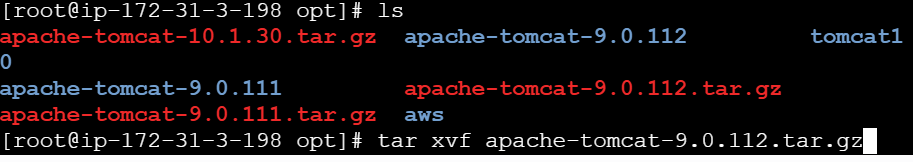 [root@ip-172-31-3-198 opt]# ls
apache-tomcat-10.1.30.tar.gz  apache-tomcat-9.0.112         tomcat1
0
apache-tomcat-9.0.111         apache-tomcat-9.0.112.tar.gz
apache-tomcat-9.0.111.tar.gz  aws
[root@ip-172-31-3-198 opt]# tar xvf apache-tomcat-9.0.112.tar.gz